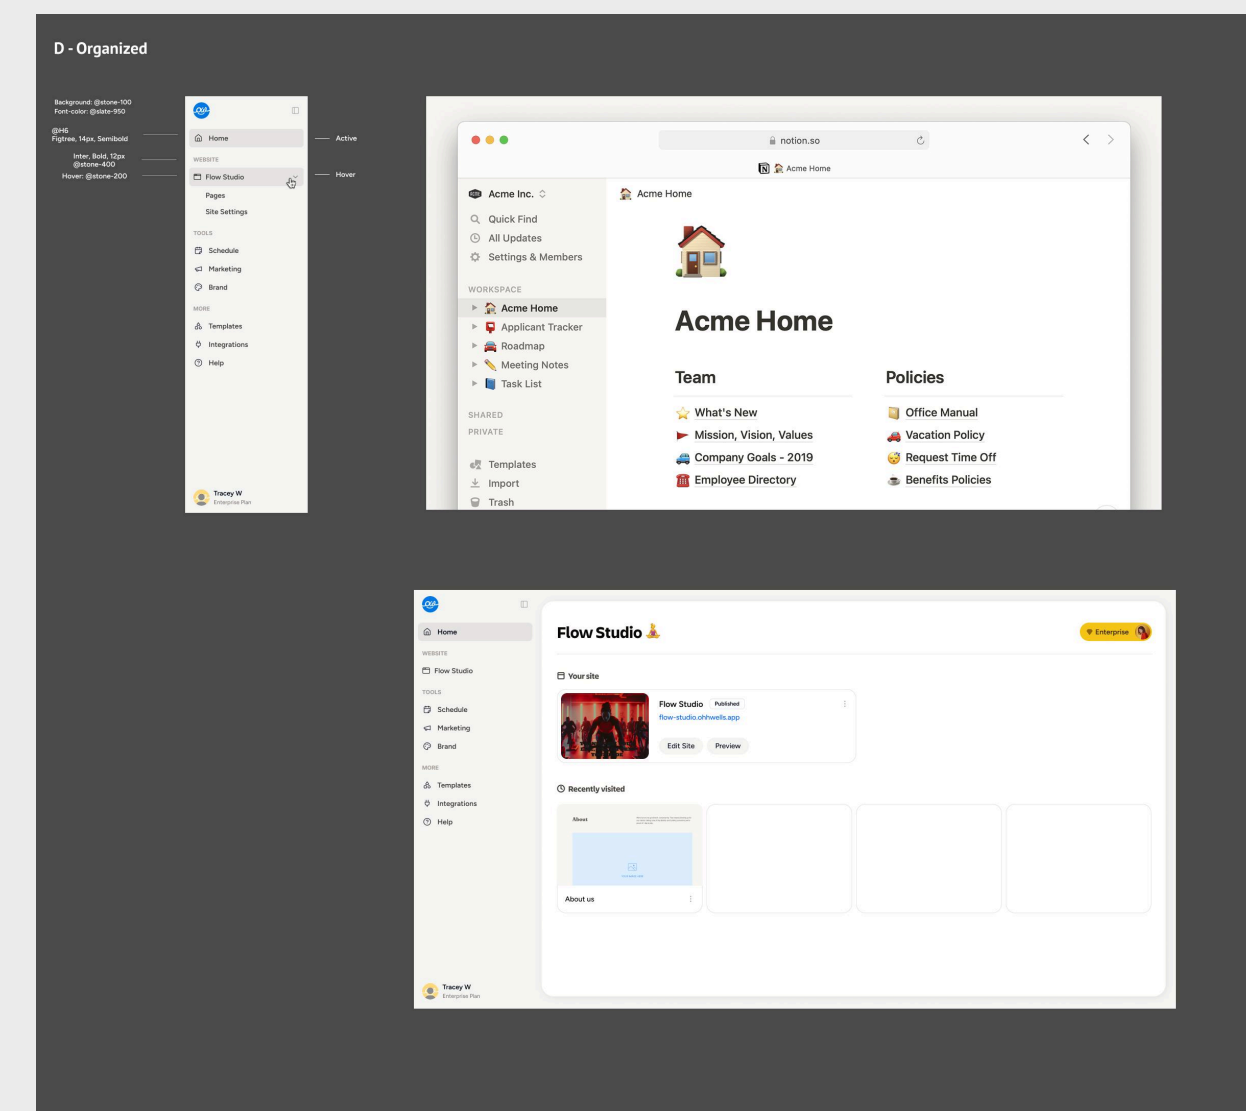 D - Organized
Background: @stone-100
Font-color: @slate-950
@H6
Figtree, 14px, Semibold
Inter, Bold, 12px
@stone-400
Hover: @stone-200
Home
WEBSITE
Flow Studio
Pages
Site Settings
TOOLS
Schedule
Marketing
Brand
MORE
Templates
Integrations
Help
Tracey W
Enterprise Plan
Active
Hover
notion.so
Acme Home
Acme Inc.
Quick Find
All Updates
Settings & Members
WORKSPACE
Acme Home
Applicant Tracker
Roadmap
Meeting Notes
Task List
SHARED
PRIVATE
Templates
Import
Trash
Acme Home
Acme Home
Team
What's New
Mission, Vision, Values
Company Goals - 2019
Employee Directory
Policies
Office Manual
Vacation Policy
Request Time Off
Benefits Policies
Home
WEBSITE
Flow Studio
TOOLS
Schedule
Marketing
Brand
MORE
Templates
Integrations
Help
Tracey W
Enterprise Plan
Flow Studio
Enterprise
Your site
Flow Studio
Published
flow-studio.ohhwells.app
Edit Site
Preview
Recently visited
About
About us